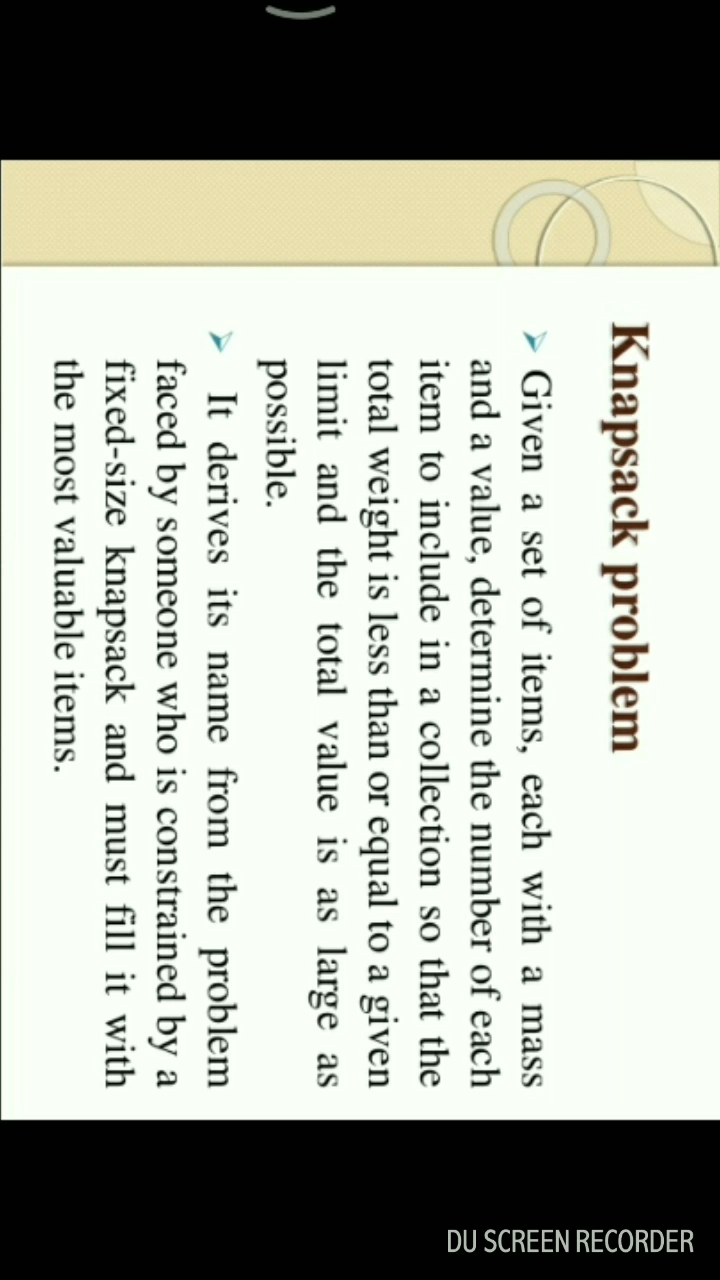 Knapsack problem
Given a set of items, each with a mass
and a value, determine the number of each
item to include in a collection so that the
total weight is less than or equal to a given
limit and the total value is as large as
possible.
It derives its name from the problem
faced by someone who is constrained by a
fixed-size knapsack and must fill it with
the most valuable items.
DU SCREEN RECORDER